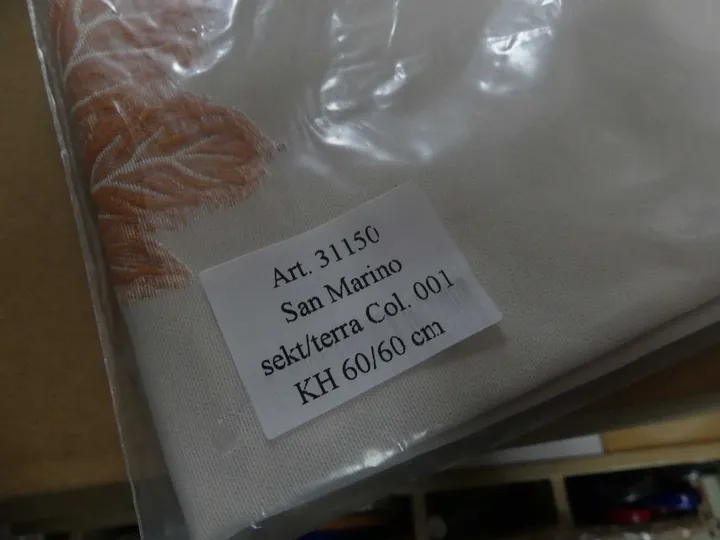 Art. 31150
San Marino
sekt/terra Col. 001
KH 60/60 cm